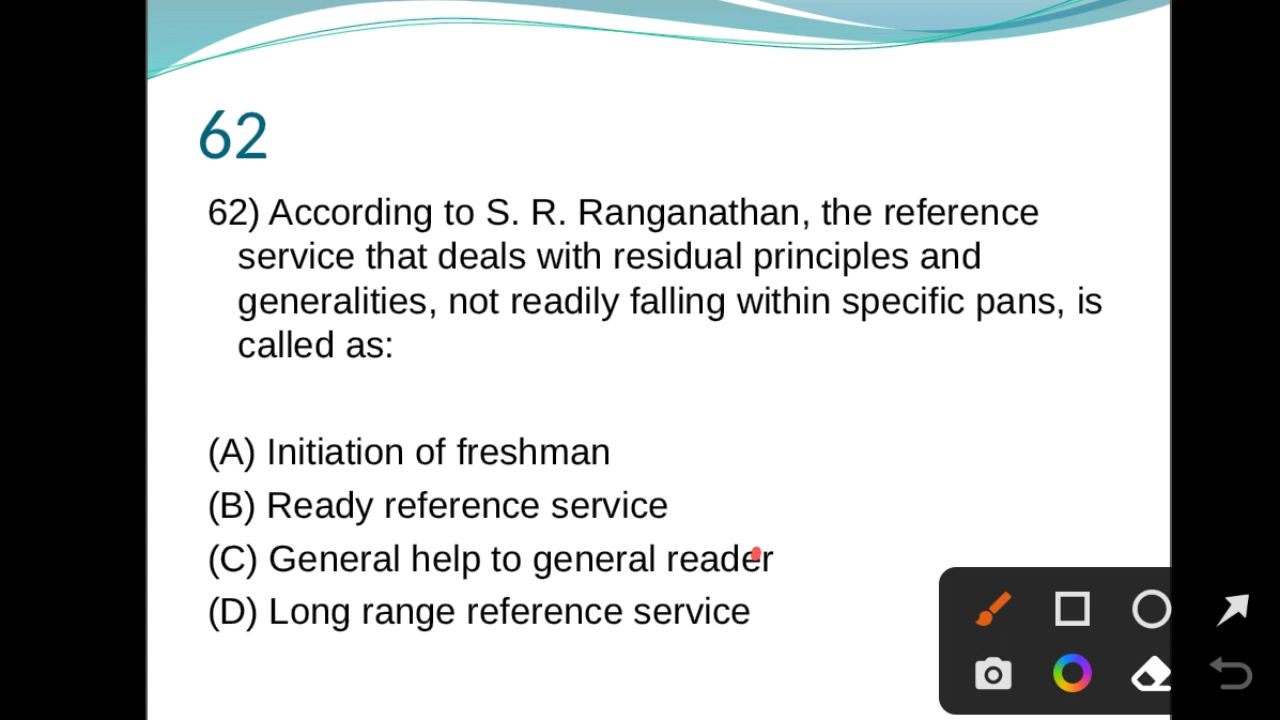 62
62) According to S. R. Ranganathan, the reference
service that deals with residual principles and
generalities, not readily falling within specific pans, is
called as:
(A) Initiation of freshman
(B) Ready reference service
(C) General help to general reader
(D) Long range reference service